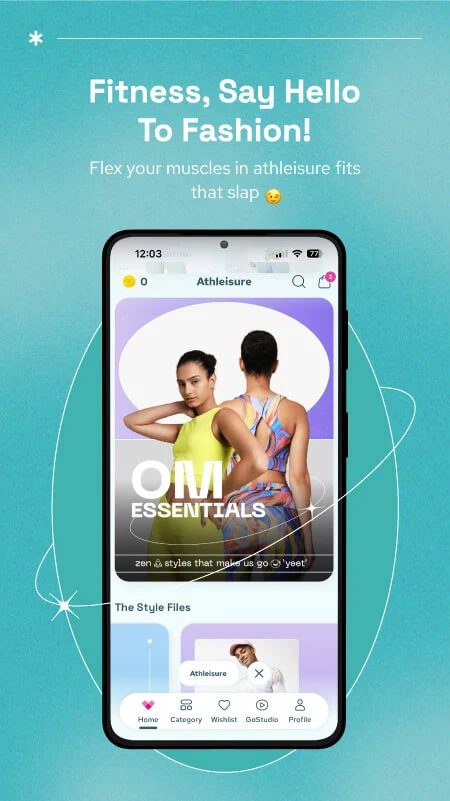 Fitness, Say Hello
To Fashion!
Flex your muscles in athleisure fits
that slap 😉
12:03
77
0
Athleisure
2
OM
ESSENTIALS
zen styles that make us go 'yeet'
The Style Files
Athleisure
Home Category Wishlist GoStudio Profile